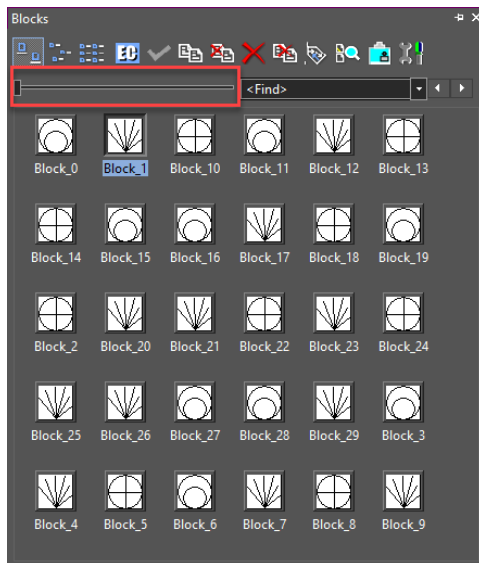 Blocks
<Find>
Block_0 Block_1 Block_10 Block_11 Block_12 Block_13
Block_14 Block_15 Block_16 Block_17 Block_18 Block_19
Block_2 Block_20 Block_21 Block_22 Block_23 Block_24
Block_25 Block_26 Block_27 Block_28 Block_29 Block_3
Block_4 Block_5 Block_6 Block_7 Block_8 Block_9